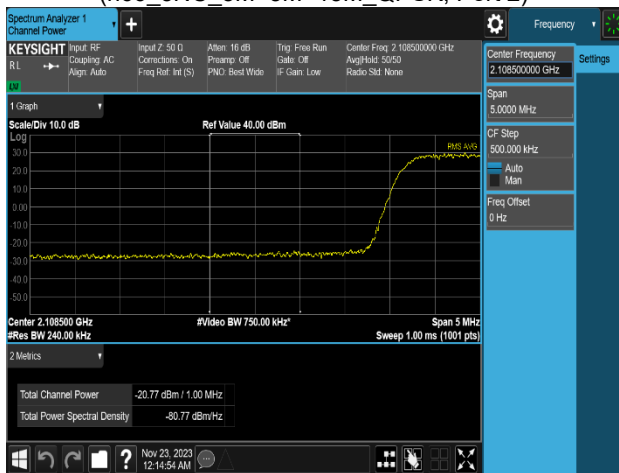 Spectrum Analyzer 1
Channel Power
Frequency
KEYSIGHT
RL
LW
Input: RF
Coupling: AC
Align: Auto
Input Z: 50 Ω
Corrections: On
Freq Ref: Int (S)
Atten: 16 dB
Preamp: Off
PNO: Best Wide
Trig: Free Run
Gate: Off
IF Gain: Low
Center Freq: 2.108500000 GHz
Avg|Hold: 50/50
Radio Std: None
Center Frequency
2.108500000 GHz
Settings
Span
5.0000 MHz
CF Step
500.000 kHz
Auto
Man
Freq Offset
0 Hz
1 Graph
Scale/Div 10.0 dB
Ref Value 40.00 dBm
Log
RMS AVG
30.0
20.0
10.0
0.00
-10.0
-20.0
-30.0
-40.0
-50.0
Center 2.108500 GHz
#Video BW 750.00 kHz*
Span 5 MHz
#Res BW 240.00 kHz
Sweep 1.00 ms (1001 pts)
2 Metrics
Total Channel Power
-20.77 dBm / 1.00 MHz
Total Power Spectral Density
-80.77 dBm/Hz
?
Nov 23, 2023
12:14:54 AM